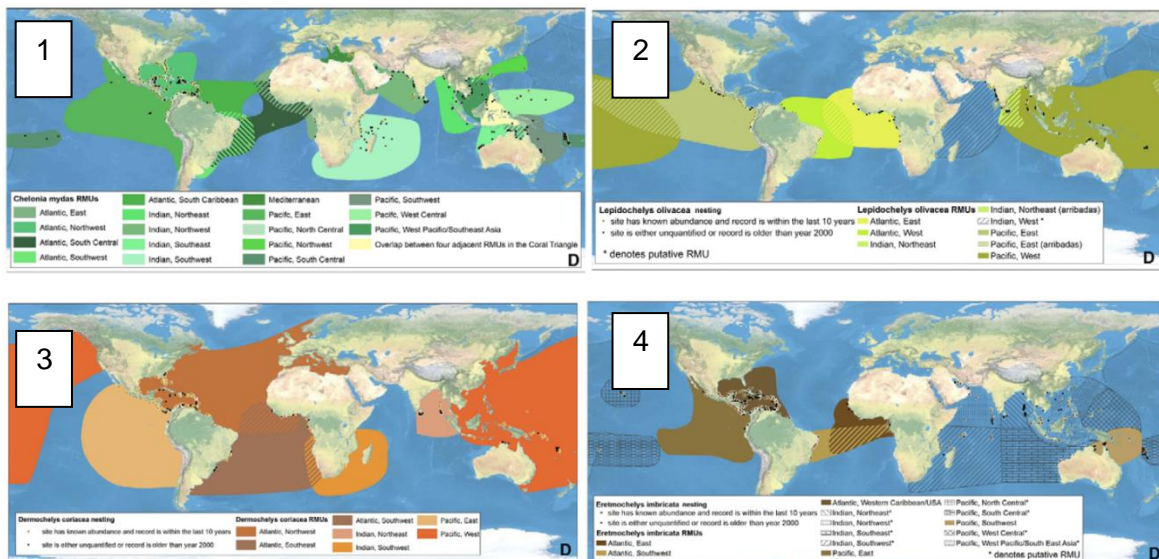 1
Chelonia mydas RMUs
Atlantic, East
Atlantic, Northwest
Atlantic, South Central
Atlantic, Southwest
Atlantic, South Caribbean
Indian, Northeast
Indian, Northwest
Indian, Southeast
Indian, Southwest
Mediterranean
Pacific, East
Pacific, North Central
Pacific, Northwest
Pacific, South Central
Pacific, Southwest
Pacific, West Central
Pacific, West Pacific/Southeast Asia
Overlap between four adjacent RMUs in the Coral Triangle
D
2
Lepidochelys olivacea nesting
site has known abundance and record is within the last 10 years
site is either unquantified or record is older than year 2000
* denotes putative RMU
Lepidochelys olivacea RMUs
Atlantic, East
Atlantic, West
Indian, Northeast
Indian, Northeast (arribadas)
Indian, West *
Pacific, East
Pacific, East (arribadas)
Pacific, West
D
3
Dermochelys coriacea nesting
site has known abundance and record is within the last 10 years
site is either unquantified or record is older than year 2000
Dermochelys coriacea RMUs
Atlantic, Northwest
Atlantic, Southeast
Atlantic, Southwest
Indian, Northeast
Indian, Southwest
Pacific, East
Pacific, West
D
4
Eretmochelys imbricata nesting
site has known abundance and record is within the last 10 years
site is either unquantified or record is older than year 2000
Eretmochelys imbricata RMUs
Atlantic, East
Atlantic, Southwest
Atlantic, Western Caribbean/USA
Indian, Northeast*
Indian, Northwest*
Indian, Southeast*
Indian, Southwest*
Pacific, East
Pacific, North Central*
Pacific, South Central*
Pacific, Southwest
Pacific, West Central*
Pacific, West Pacific/South East Asia*
* denotes putative RMU
D